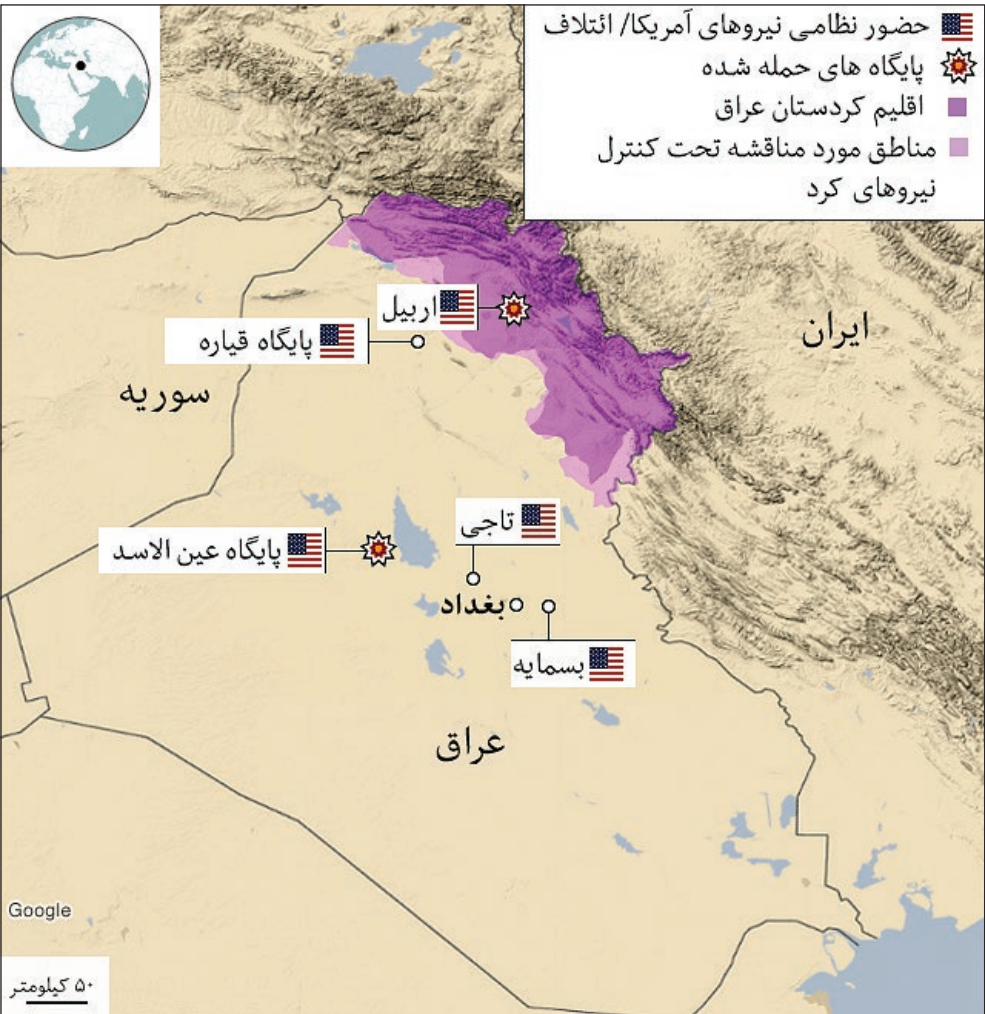 حضور نظامی نیروهای آمریکا/ ائتلاف
پایگاه های حمله شده
اقلیم کردستان عراق
مناطق مورد مناقشه تحت کنترل
نیروهای کرد
اربیل
ایران
پایگاه قیاره
سوریه
تاجی
پایگاه عین الاسد
بغداد
بسمایه
عراق
Google
۵۰ کیلومتر